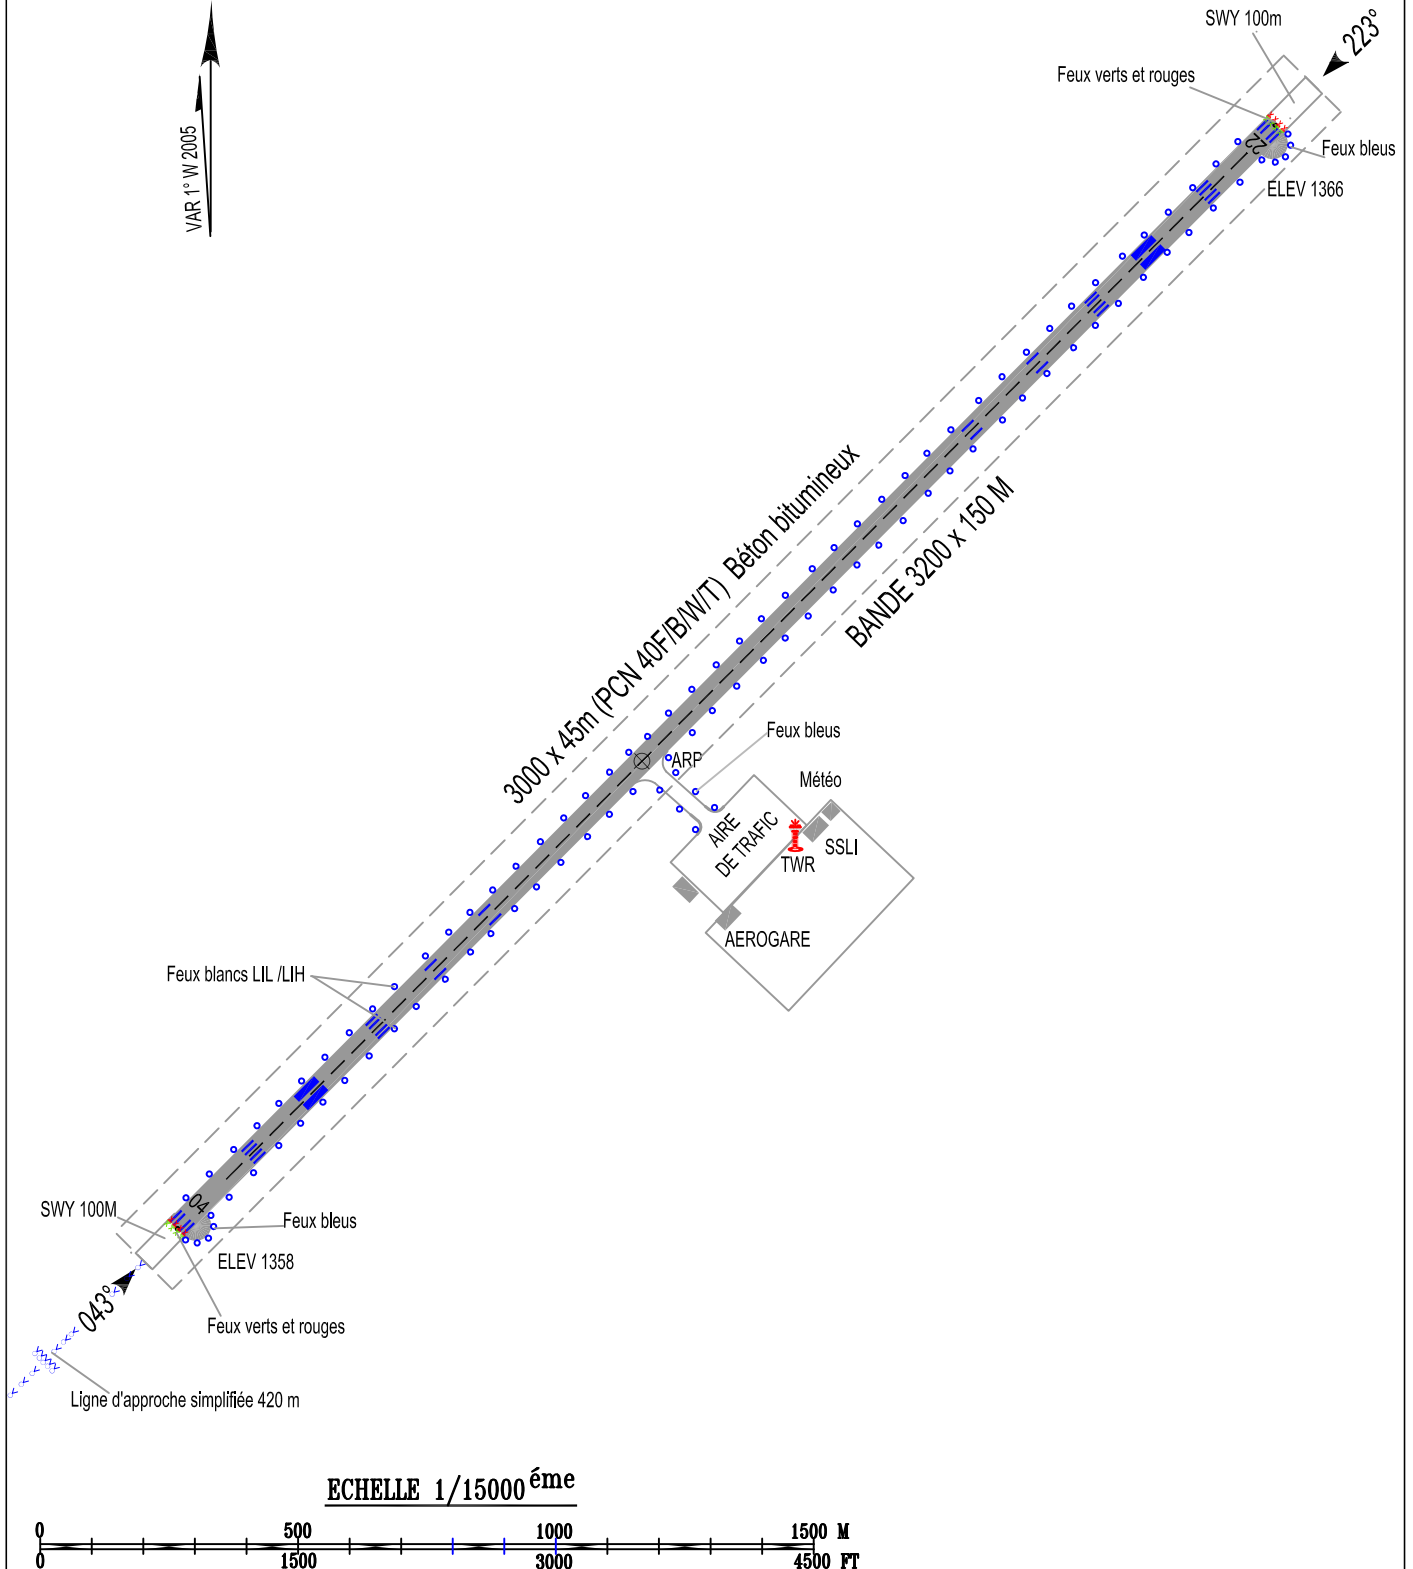 SWY 100m
223°
Feux verts et rouges
VAR 1° W 2005
22
Feux bleus
ELEV 1366
3000 x 45m (PCN 40F/B/W/T) Béton bitumineux
BANDE 3200 x 150 M
Feux bleus
ARP
Météo
AIRE
DE TRAFIC
SSLI
TWR
AEROGARE
Feux blancs LIL /LIH
04
SWY 100M
Feux bleus
ELEV 1358
043°
Feux verts et rouges
Ligne d'approche simplifiée 420 m
ECHELLE 1/15000 éme
0 500 1000 1500 M
0 1500 3000 4500 FT